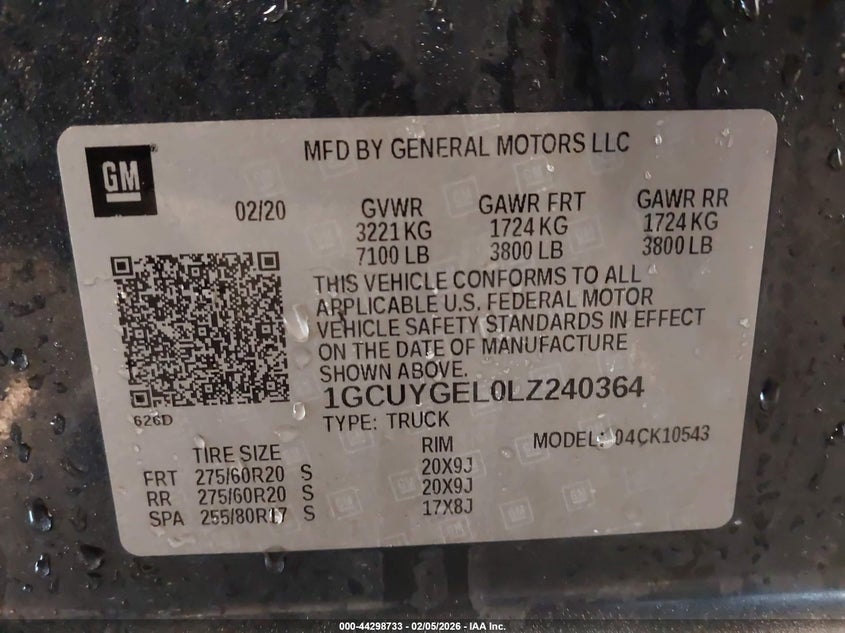 GM
MFD BY GENERAL MOTORS LLC
02/20
GVWR
3221 KG
7100 LB
GAWR FRT
1724 KG
3800 LB
GAWR RR
1724 KG
3800 LB
THIS VEHICLE CONFORMS TO ALL
APPLICABLE U.S. FEDERAL MOTOR
VEHICLE SAFETY STANDARDS IN EFFECT
ON THE DATE OF MANUFACTURE
SHOWN ABOVE.
626D
1GCUYGEL0LZ240364
TYPE: TRUCK
MODEL: 04CK10543
TIRE SIZE
RIM
FRT 275/60R20 S 20X9J
RR 275/60R20 S 20X9J
SPA 255/80R17 S 17X8J
000-44298733 - 02/05/2026 - IAA Inc.